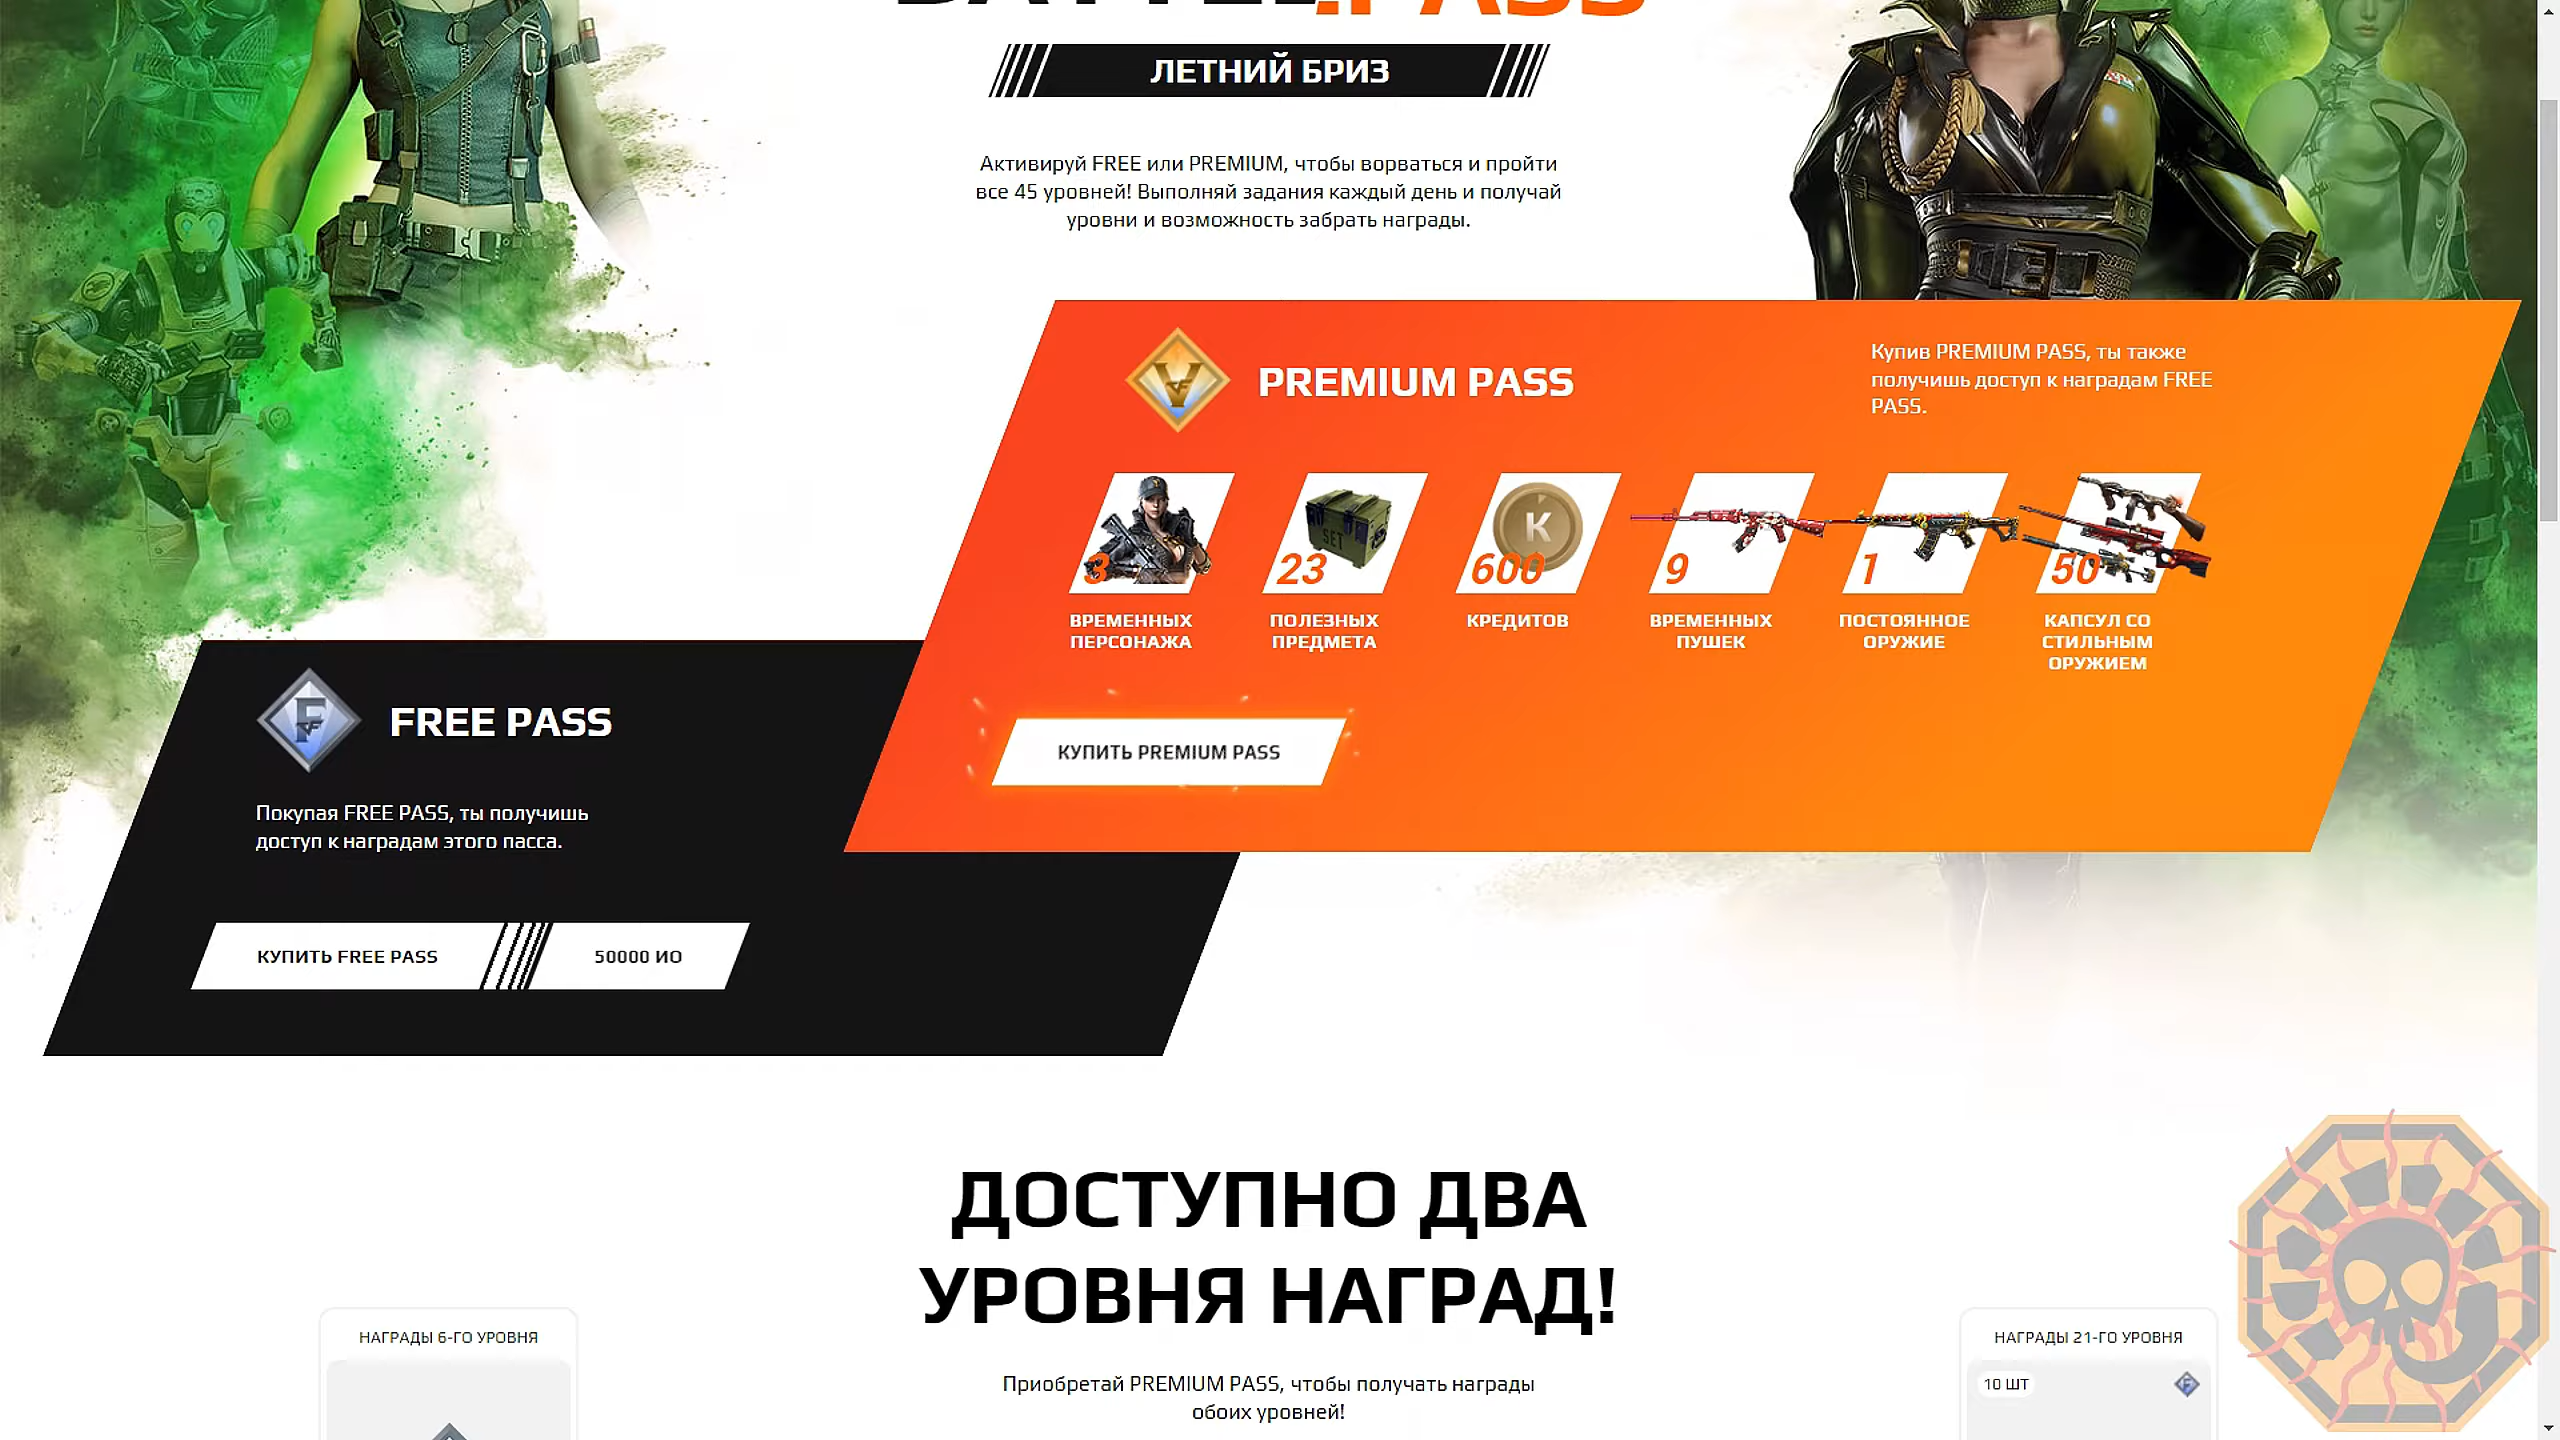 BATTLE.PASS
ЛЕТНИЙ БРИЗ
Активируй FREE или PREMIUM, чтобы ворваться и пройти
все 45 уровней! Выполняй задания каждый день и получай
уровни и возможность забрать награды.
PREMIUM PASS
Купив PREMIUM PASS, ты также
получишь доступ к наградам FREE
PASS.
3
ВРЕМЕННЫХ
ПЕРСОНАЖА
SET
23
ПОЛЕЗНЫХ
ПРЕДМЕТА
K
600
КРЕДИТОВ
9
ВРЕМЕННЫХ
ПУШЕК
1
ПОСТОЯННОЕ
ОРУЖИЕ
50
КАПСУЛ СО
СТИЛЬНЫМ
ОРУЖИЕМ
КУПИТЬ PREMIUM PASS
FREE PASS
Покупая FREE PASS, ты получишь
доступ к наградам этого пасса.
КУПИТЬ FREE PASS
50000 ИО
ДОСТУПНО ДВА
УРОВНЯ НАГРАД!
Приобретай PREMIUM PASS, чтобы получать награды
обоих уровней!
НАГРАДЫ 6-ГО УРОВНЯ
НАГРАДЫ 21-ГО УРОВНЯ
10 ШТ